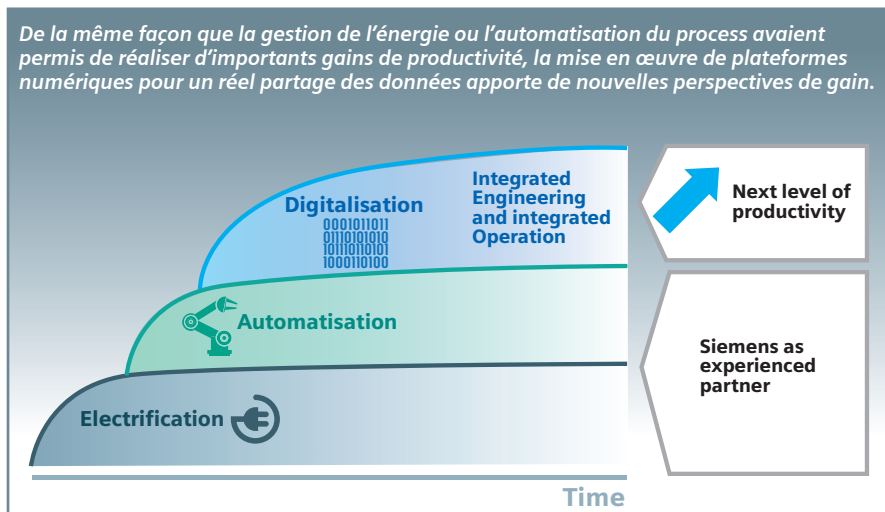 De la même façon que la gestion de l'énergie ou l'automatisation du process avaient
permis de réaliser d'importants gains de productivité, la mise en œuvre de plateformes
numériques pour un réel partage des données apporte de nouvelles perspectives de gain.
Digitalisation
0001011011
01110101010
10111011010​1
1000110100
Integrated
Engineering
and integrated
Operation
Next level of
productivity
Automatisation
Siemens as
experienced
partner
Electrification
Time